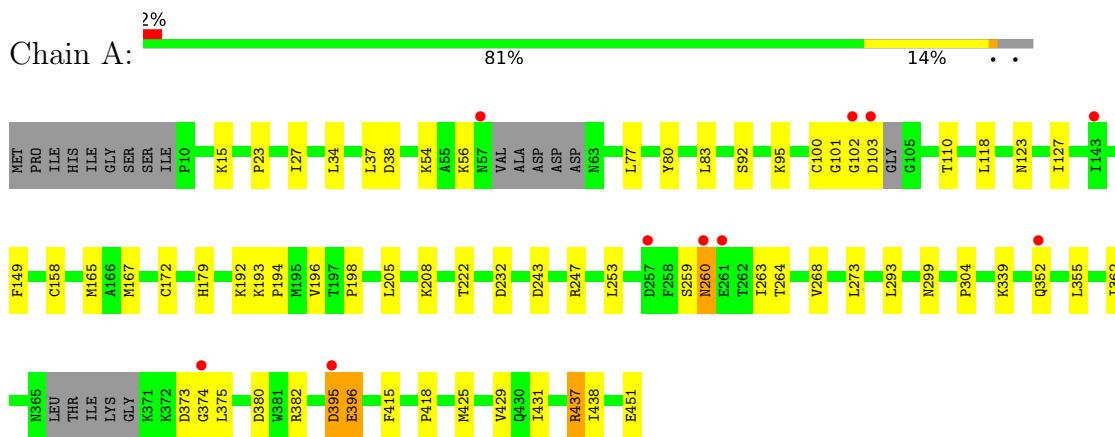 2%
Chain A:
81% 14% • •
MET PRO ILE HIS ILE GLY SER SER ILE P10 K15 P23 I27 L34 L37 D38 K54 A55 K56 N57 VAL ALA ASP ASP ASP N63 L77 Y80 L83 S92 K95 C100 G101 G102 D103 GLY G105 T110 L118 N123 I127 I143
F149 C158 M165 A166 M167 C172 H179 K192 K193 P194 M195 V196 T197 P198 L205 K208 T222 D232 D243 R247 L253 D257 F258 S259 N260 E261 T262 I263 T264 V268 L273 L293 N299 P304 K339 Q352 L355 I362
N365 LEU THR ILE LYS GLY K371 K372 D373 G374 L375 D380 W381 R382 D395 E396 F415 P418 M425 V429 Q430 I431 R437 I438 E451